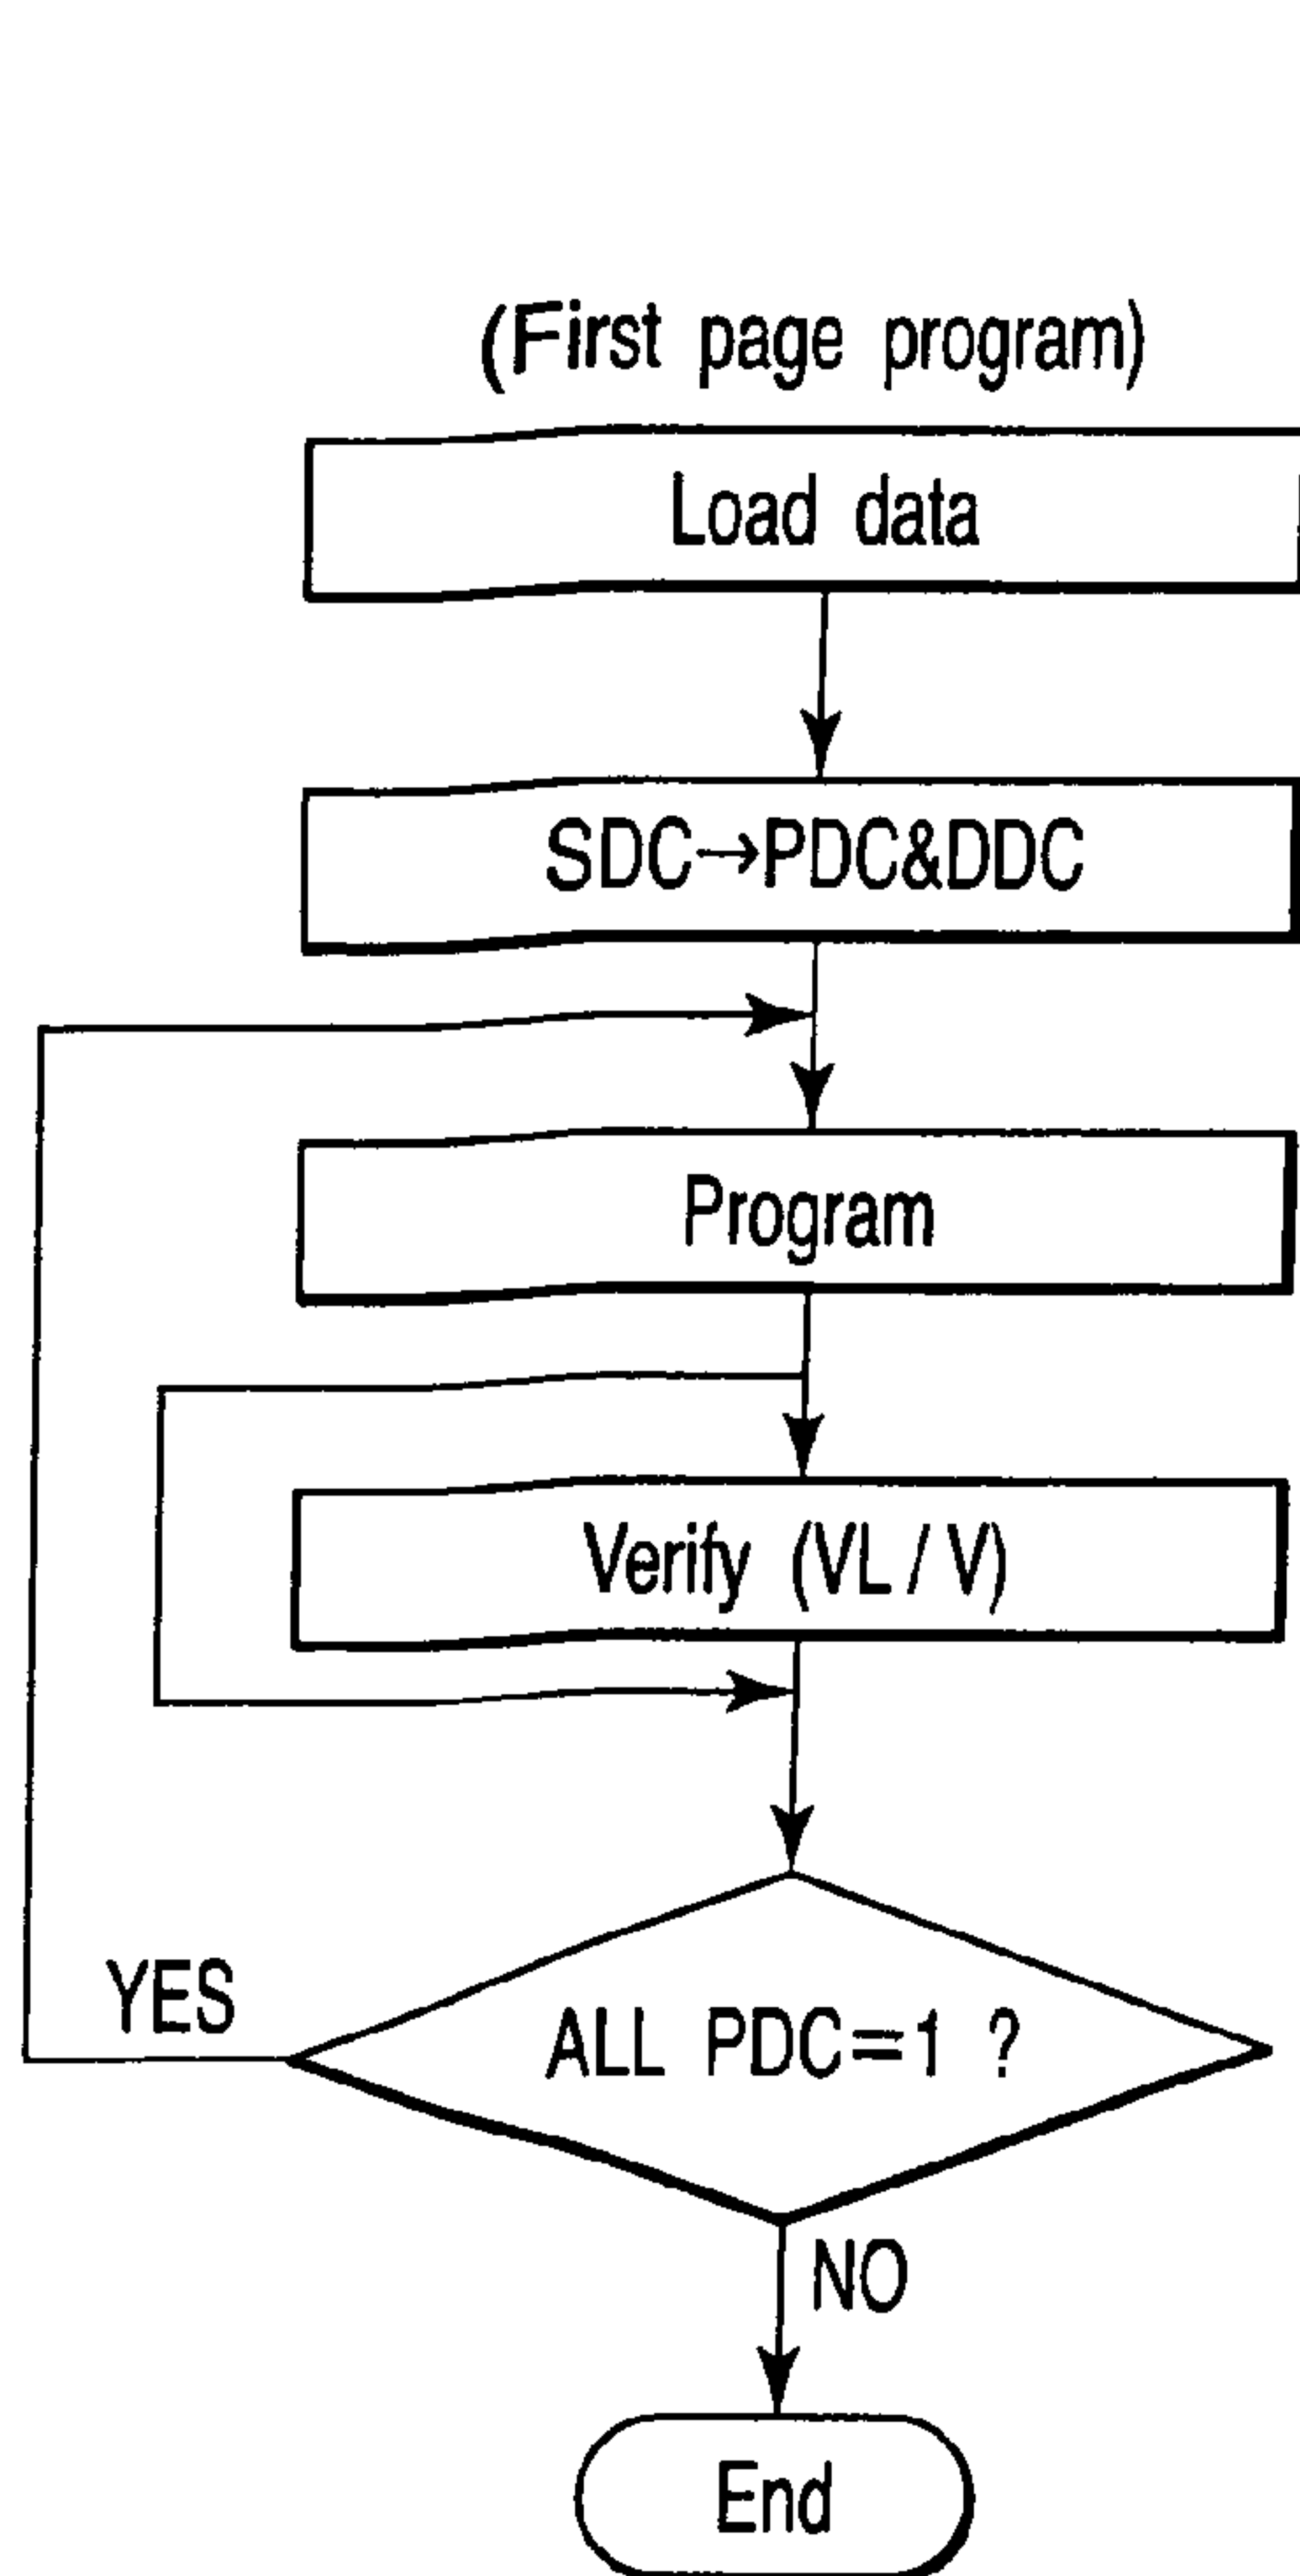 (First page program)
Load data
SDC→PDC&DDC
Program
Verify (VL / V)
YES
ALL PDC=1 ?
NO
End